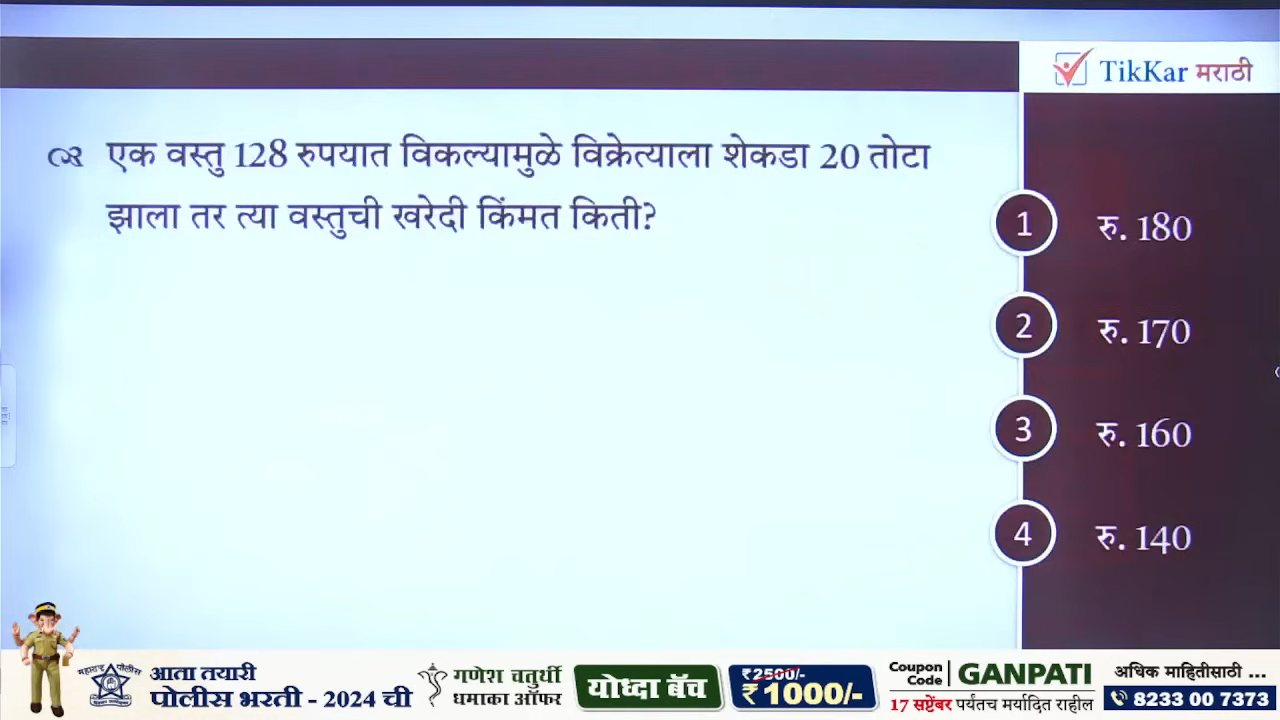 TikKar मराठी
एक वस्तु 128 रुपयात विकल्यामुळे विक्रेत्याला शेकडा 20 तोटा
झाला तर त्या वस्तुची खरेदी किंमत किती?
1 रु. 180
2 रु. 170
3 रु. 160
4 रु. 140
महाराष्ट्र पोलीस
आता तयारी
पोलीस भरती - 2024 ची
गणेश चतुर्थी
धमाका ऑफर
योध्दा बॅच
₹2500/-
₹1000/-
Coupon Code GANPATI
17 सप्टेंबर पर्यंतच मर्यादित राहील
अधिक माहितीसाठी ...
8233 00 7373